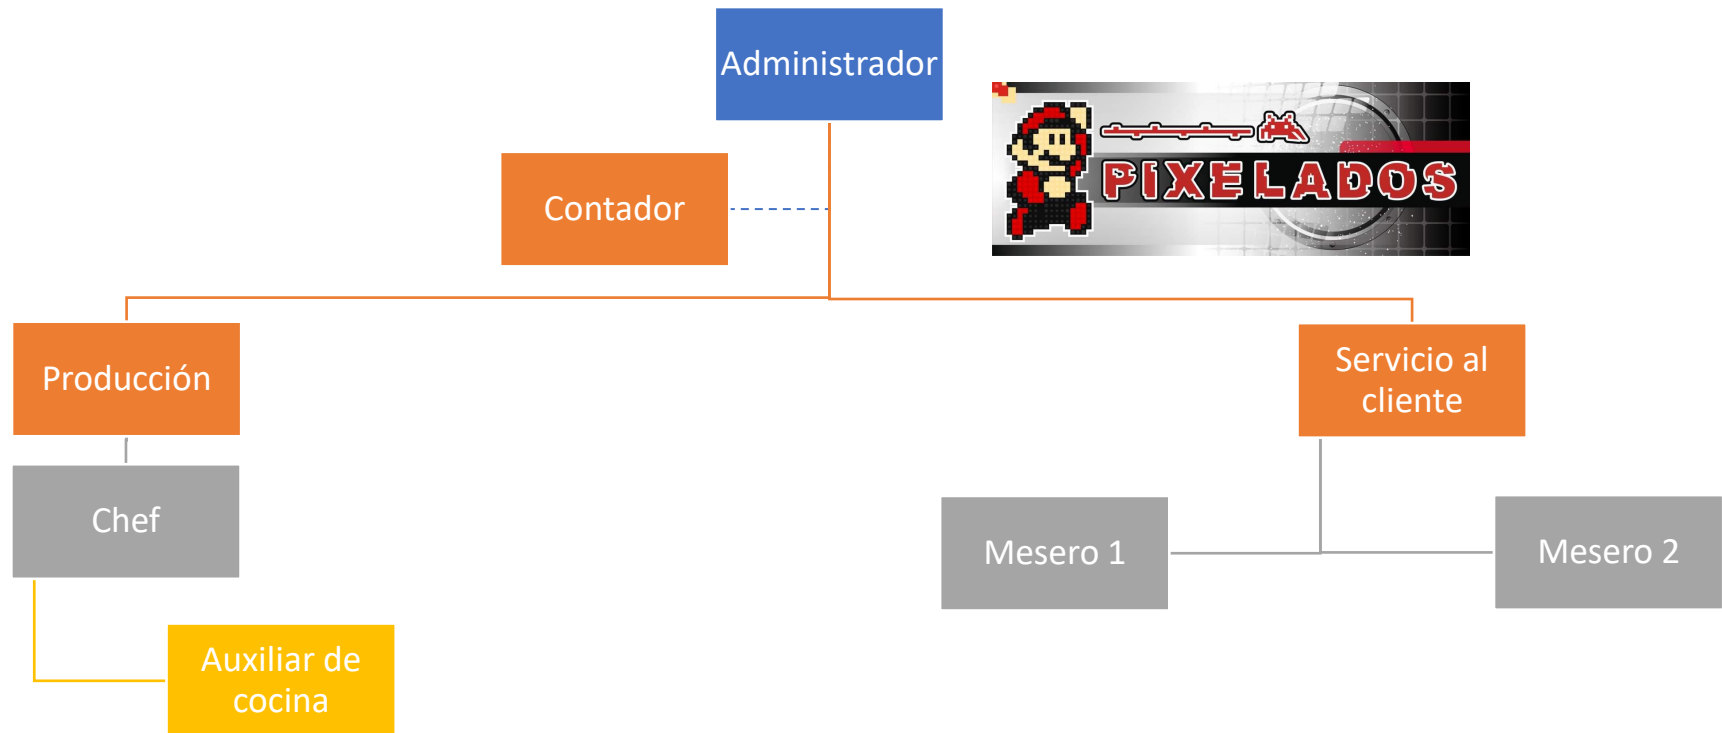 Administrador
Contador
PIXELADOS
Producción
Servicio al
cliente
Chef
Mesero 1
Mesero 2
Auxiliar de
cocina